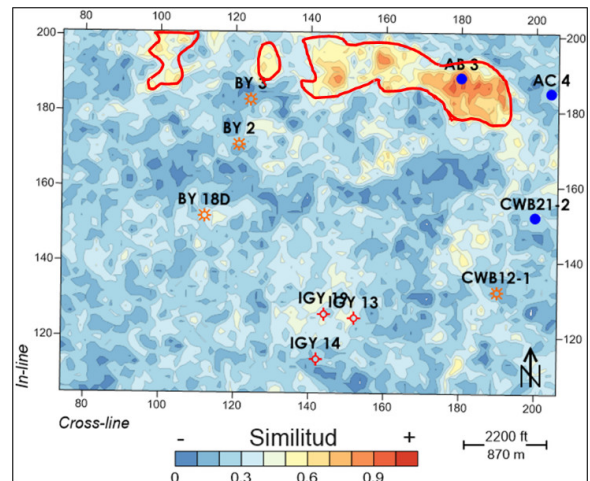 80 100 120 140 160 180 200
200 200
AB 3
BY 3
AC 4
180 180
BY 2
160 160
BY 18D
CWB21-2
140 140
CWB12-1
IGY 19 IGY 13
120 120
IGY 14
In-line
N
80 100 120 140 160 180 200
Cross-line
- Similitud +
2200 ft
870 m
0 0.3 0.6 0.9